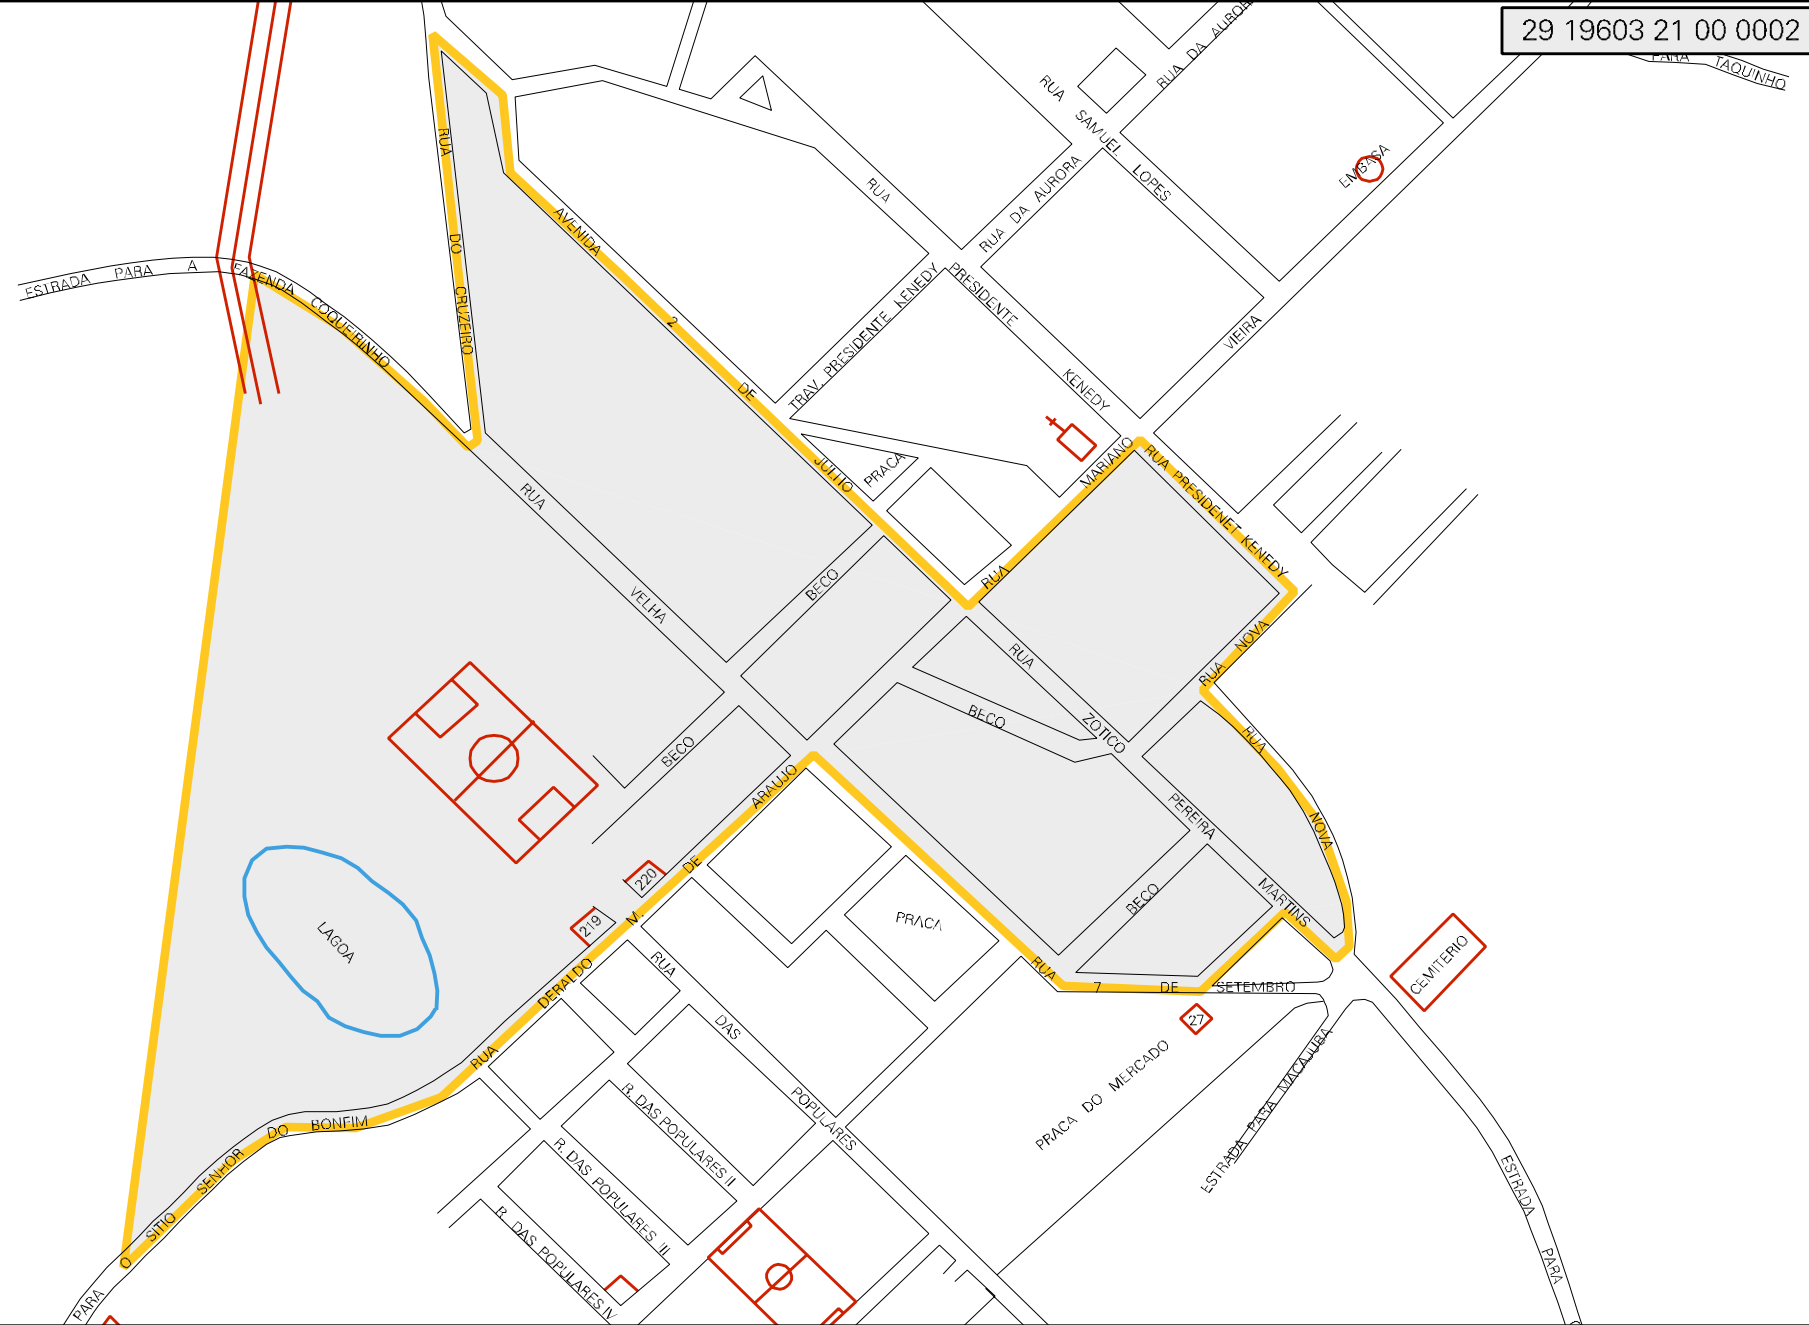 29 19603 21 00 0002
PARA TAQUINHO
RUA DA AURORA
RUA SAMUEL LOPES
EMBASA
RUA DA AURORA
RUA PRESIDENTE KENEDY
TRAV. PRESIDENTE KENEDY
VIEIRA
MARIANO
RUA
RUA DO CRUZEIRO
AVENIDA 2 DE JULHO
ESTRADA PARA A FAZENDA COQUEIRINHO
PRACA
RUA PRESIDENET KENEDY
RUA VELHA
BECO
RUA NOVA
RUA ZOTICO PEREIRA MARTINS
BECO
BECO
RUA NOVA
BECO
LAGOA
220
219
RUA DERALDO M. DE ARAUJO
PRACA
RUA 7 DE SETEMBRO
27
CEMITERIO
RUA DAS POPULARES
R. DAS POPULARES II
R. DAS POPULARES III
R. DAS POPULARES IV
PRACA DO MERCADO
ESTRADA PARA MACAJUBA
ESTRADA PARA
PARA O SITIO SENHOR DO BONFIM